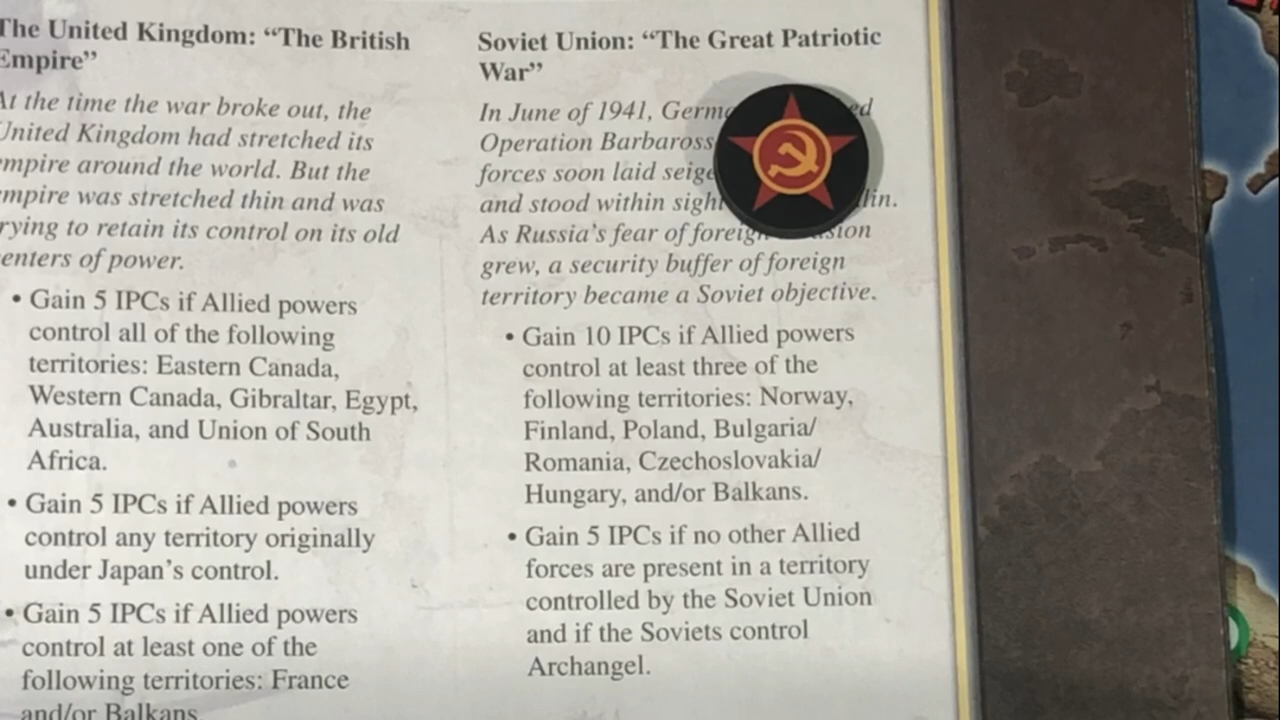 The United Kingdom: “The British
Empire”
At the time the war broke out, the
United Kingdom had stretched its
empire around the world. But the
empire was stretched thin and was
trying to retain its control on its old
centers of power.
• Gain 5 IPCs if Allied powers
control all of the following
territories: Eastern Canada,
Western Canada, Gibraltar, Egypt,
Australia, and Union of South
Africa.
• Gain 5 IPCs if Allied powers
control any territory originally
under Japan’s control.
• Gain 5 IPCs if Allied powers
control at least one of the
following territories: France
and/or Balkans.
Soviet Union: “The Great Patriotic
War”
In June of 1941,
Operation
forces soon laid seige
and stood within
As Russia’s fear of foreign
grew, a security buffer of foreign
territory became a Soviet objective.
• Gain 10 IPCs if Allied powers
control at least three of the
following territories: Norway,
Finland, Poland, Bulgaria/
Romania, Czechoslovakia/
Hungary, and/or Balkans.
• Gain 5 IPCs if no other Allied
forces are present in a territory
controlled by the Soviet Union
and if the Soviets control
Archangel.